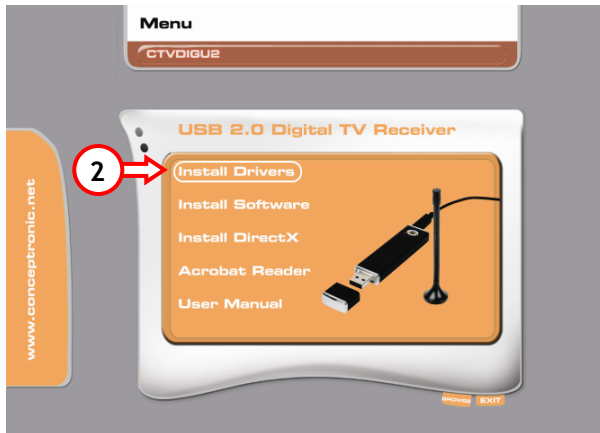 Menu
CTVDIGU2
www.conceptronic.net
USB 2.0 Digital TV Receiver
2
Install Drivers
Install Software
Install DirectX
Acrobat Reader
User Manual
BROWSE EXIT